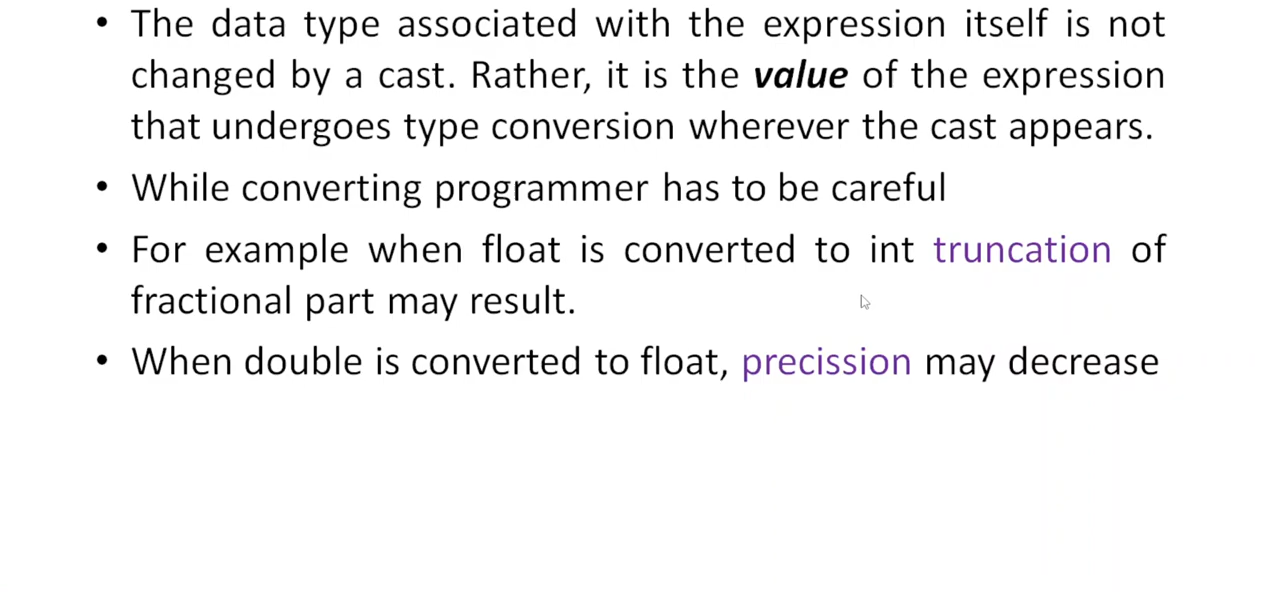 • The data type associated with the expression itself is not
changed by a cast. Rather, it is the value of the expression
that undergoes type conversion wherever the cast appears.
• While converting programmer has to be careful
• For example when float is converted to int truncation of
fractional part may result.
• When double is converted to float, precission may decrease